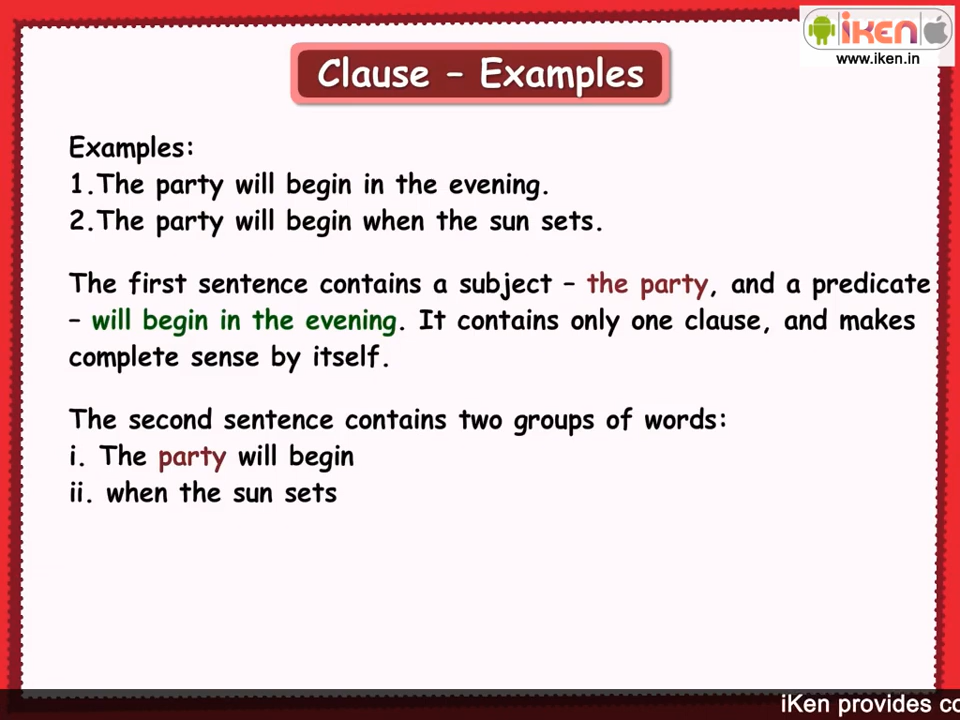 iKEN
www.iken.in
Clause – Examples
Examples:
1.The party will begin in the evening.
2.The party will begin when the sun sets.
The first sentence contains a subject – the party, and a predicate
– will begin in the evening. It contains only one clause, and makes
complete sense by itself.
The second sentence contains two groups of words:
i. The party will begin
ii. when the sun sets
iKen provides co